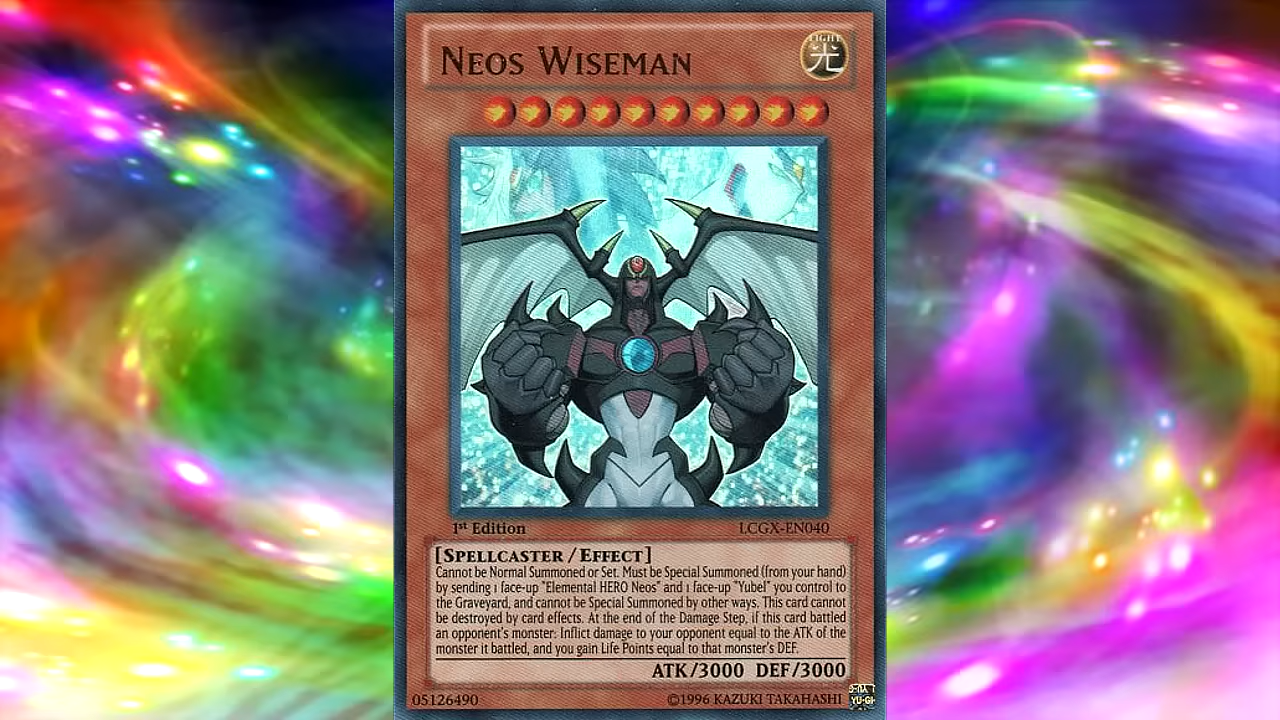 NEOS WISEMAN
LIGHT
光
1st Edition
LCGX-EN040
[SPELLCASTER / EFFECT]
Cannot be Normal Summoned or Set. Must be Special Summoned (from your hand)
by sending 1 face-up "Elemental HERO Neos" and 1 face-up "Yubel" you control to
the Graveyard, and cannot be Special Summoned by other ways. This card cannot
be destroyed by card effects. At the end of the Damage Step, if this card battled
an opponent's monster: Inflict damage to your opponent equal to the ATK of the
monster it battled, and you gain Life Points equal to that monster's DEF.
ATK/3000 DEF/3000
05126490
©1996 KAZUKI TAKAHASHI